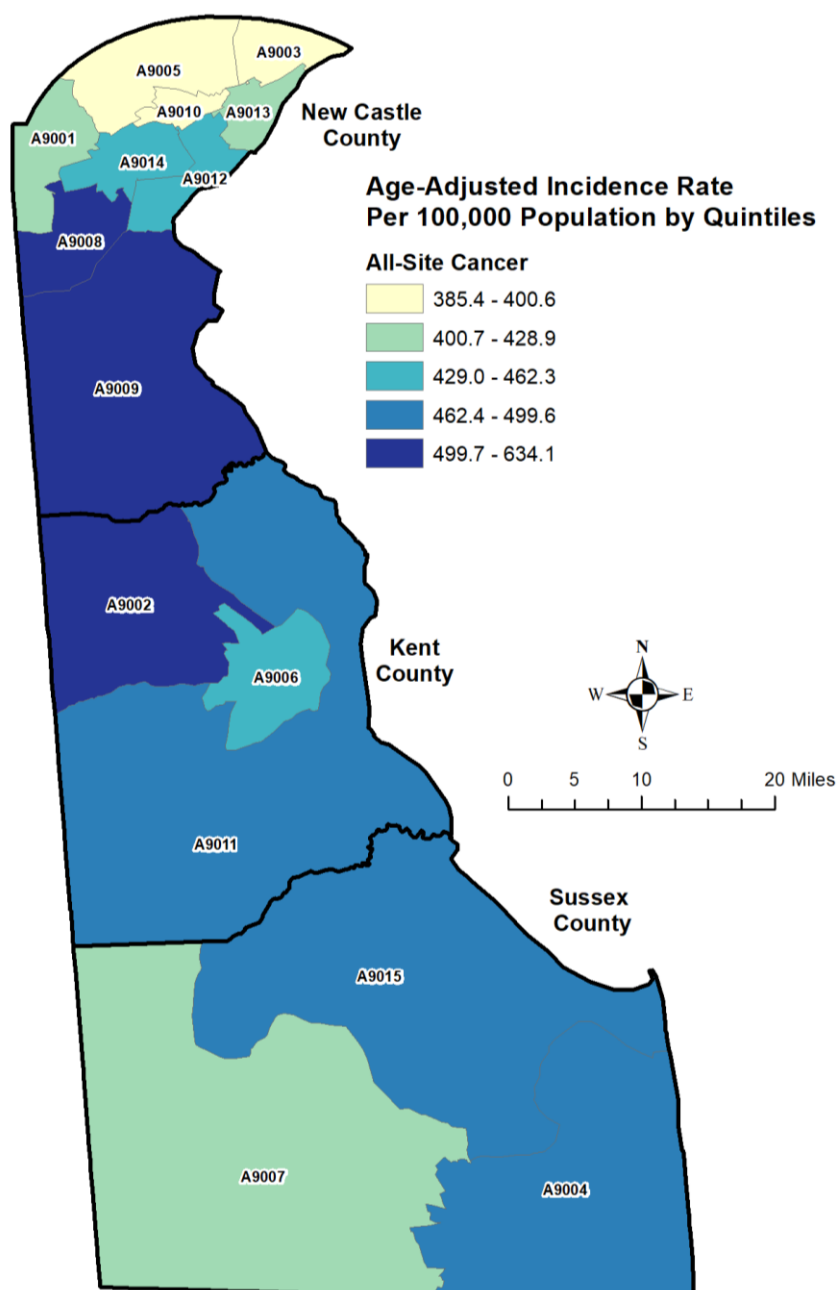 A9003
A9005
A9010
A9013
New Castle
County
A9001
A9014
A9012
Age-Adjusted Incidence Rate
Per 100,000 Population by Quintiles
A9008
All-Site Cancer
385.4 - 400.6
400.7 - 428.9
429.0 - 462.3
462.4 - 499.6
499.7 - 634.1
A9009
A9002
Kent
County
A9006
N
W
E
S
0
5
10
20 Miles
A9011
Sussex
County
A9015
A9007
A9004